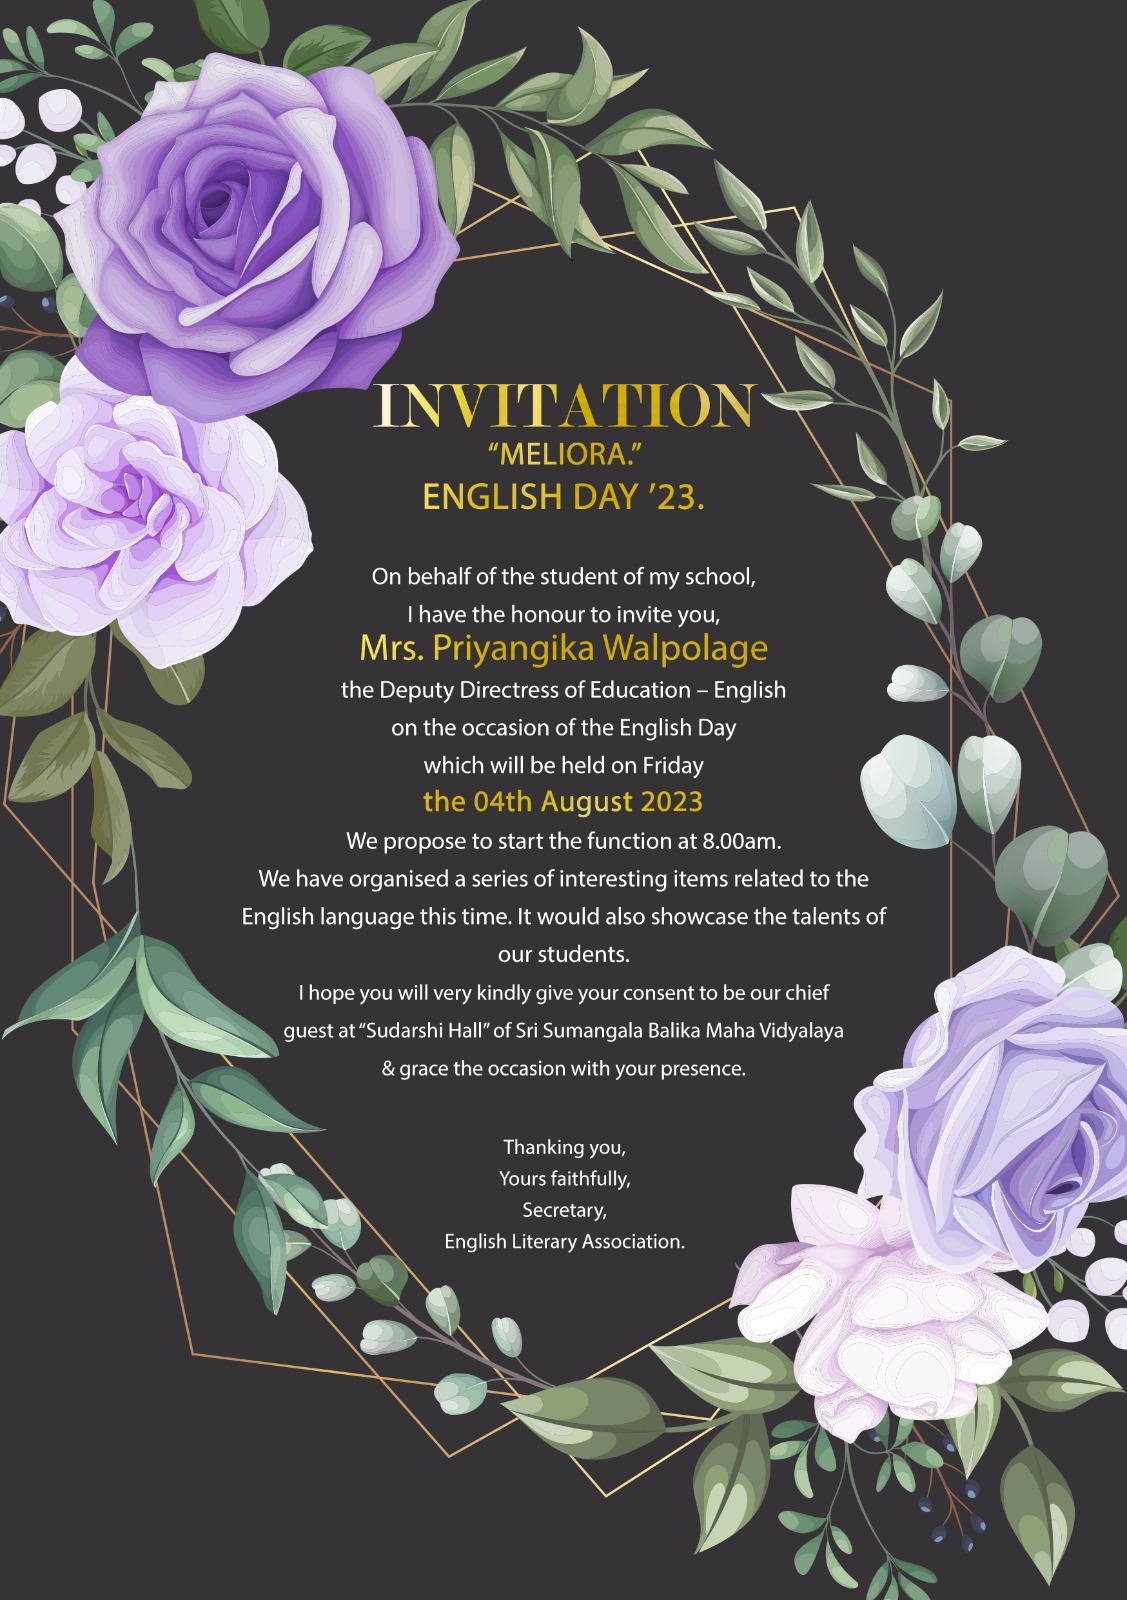 INVITATION
“MELIORA.”
ENGLISH DAY ’23.
On behalf of the student of my school,
I have the honour to invite you,
Mrs. Priyangika Walpolage
the Deputy Directress of Education – English
on the occasion of the English Day
which will be held on Friday
the 04th August 2023
We propose to start the function at 8.00am.
We have organised a series of interesting items related to the
English language this time. It would also showcase the talents of
our students.
I hope you will very kindly give your consent to be our chief
guest at “Sudarshi Hall” of Sri Sumangala Balika Maha Vidyalaya
& grace the occasion with your presence.
Thanking you,
Yours faithfully,
Secretary,
English Literary Association.